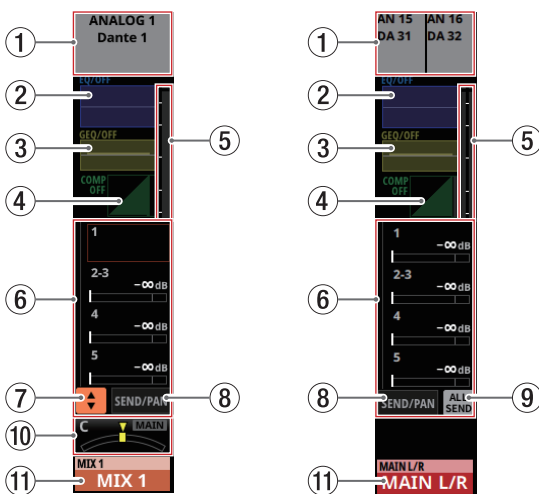 ANALOG 1
Dante 1
1
EQ/OFF
2
GEQ/OFF
3
5
COMP
OFF
4
1
2-3
-∞ dB
6
4
-∞ dB
5
-∞ dB
7
SEND/PAN
8
C
MAIN
10
MIX 1
11
MIX 1
AN 15 AN 16
DA 31 DA 32
1
EQ/OFF
2
GEQ/OFF
3
5
COMP
OFF
4
1
-∞ dB
2-3
-∞ dB
6
4
-∞ dB
5
-∞ dB
8
SEND/PAN
ALL
SEND
9
MAIN L/R
11
MAIN L/R